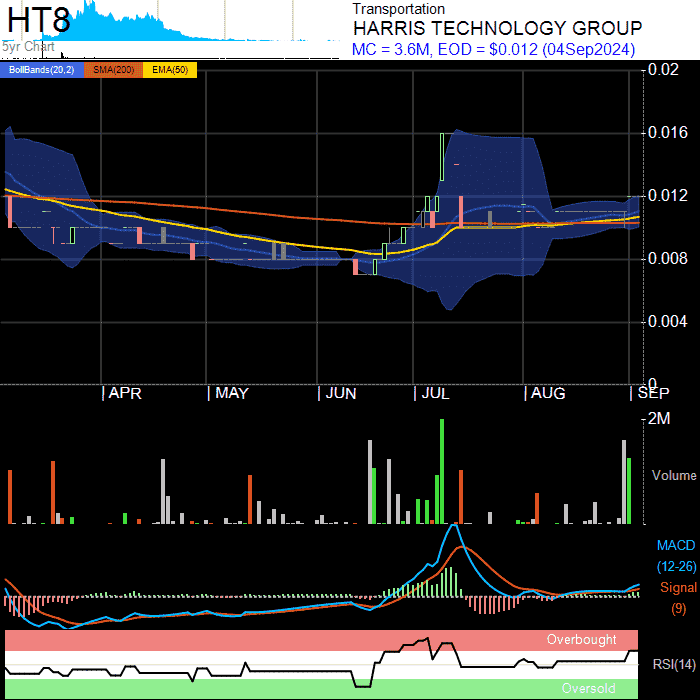 HT8
5yr Chart
Transportation
HARRIS TECHNOLOGY GROUP
MC = 3.6M, EOD = $0.012 (04Sep2024)
BollBands(20,2) SMA(200) EMA(50)
0.02
0.016
0.012
0.008
0.004
0
APR MAY JUN JUL AUG SEP
2M
Volume
MACD
(12-26)
Signal
(9)
Overbought
RSI(14)
Oversold